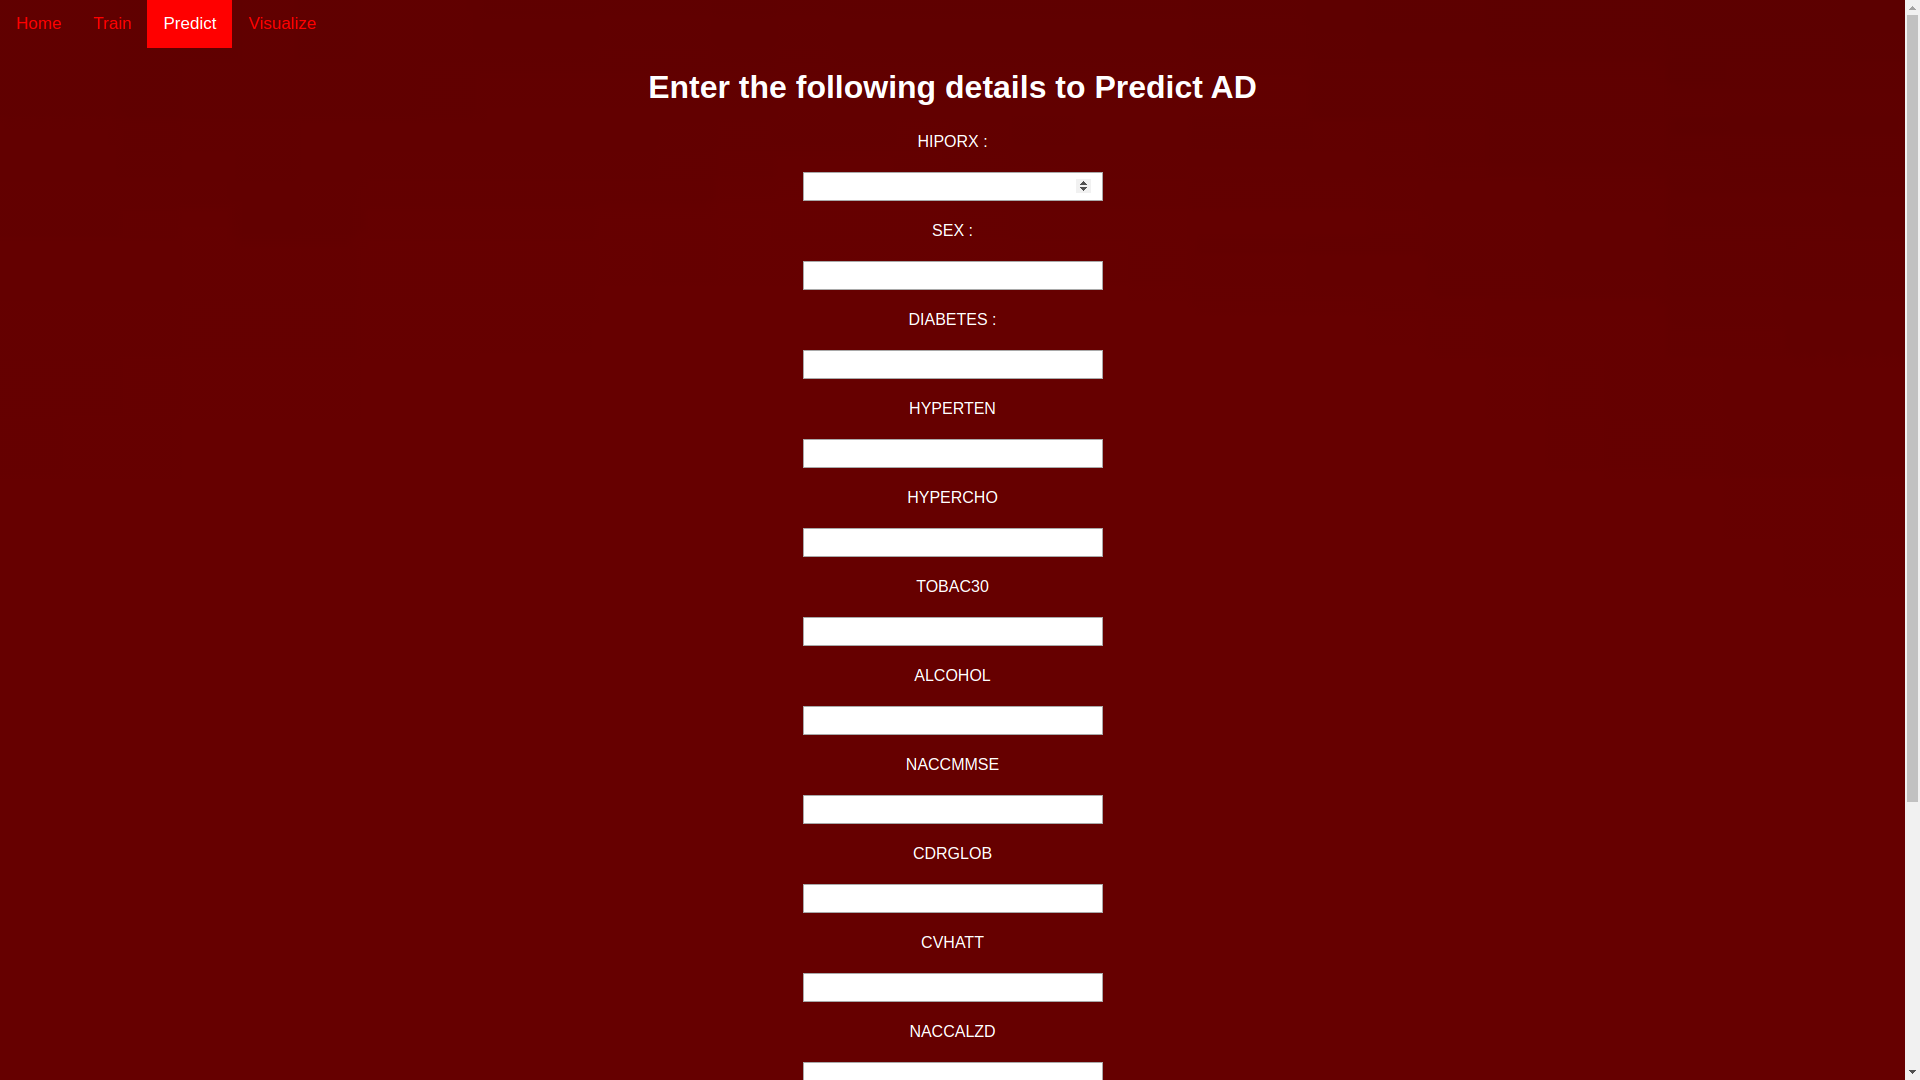 Home Train Predict Visualize
Enter the following details to Predict AD
HIPORX :
SEX :
DIABETES :
HYPERTEN
HYPERCHO
TOBAC30
ALCOHOL
NACCMMSE
CDRGLOB
CVHATT
NACCALZD